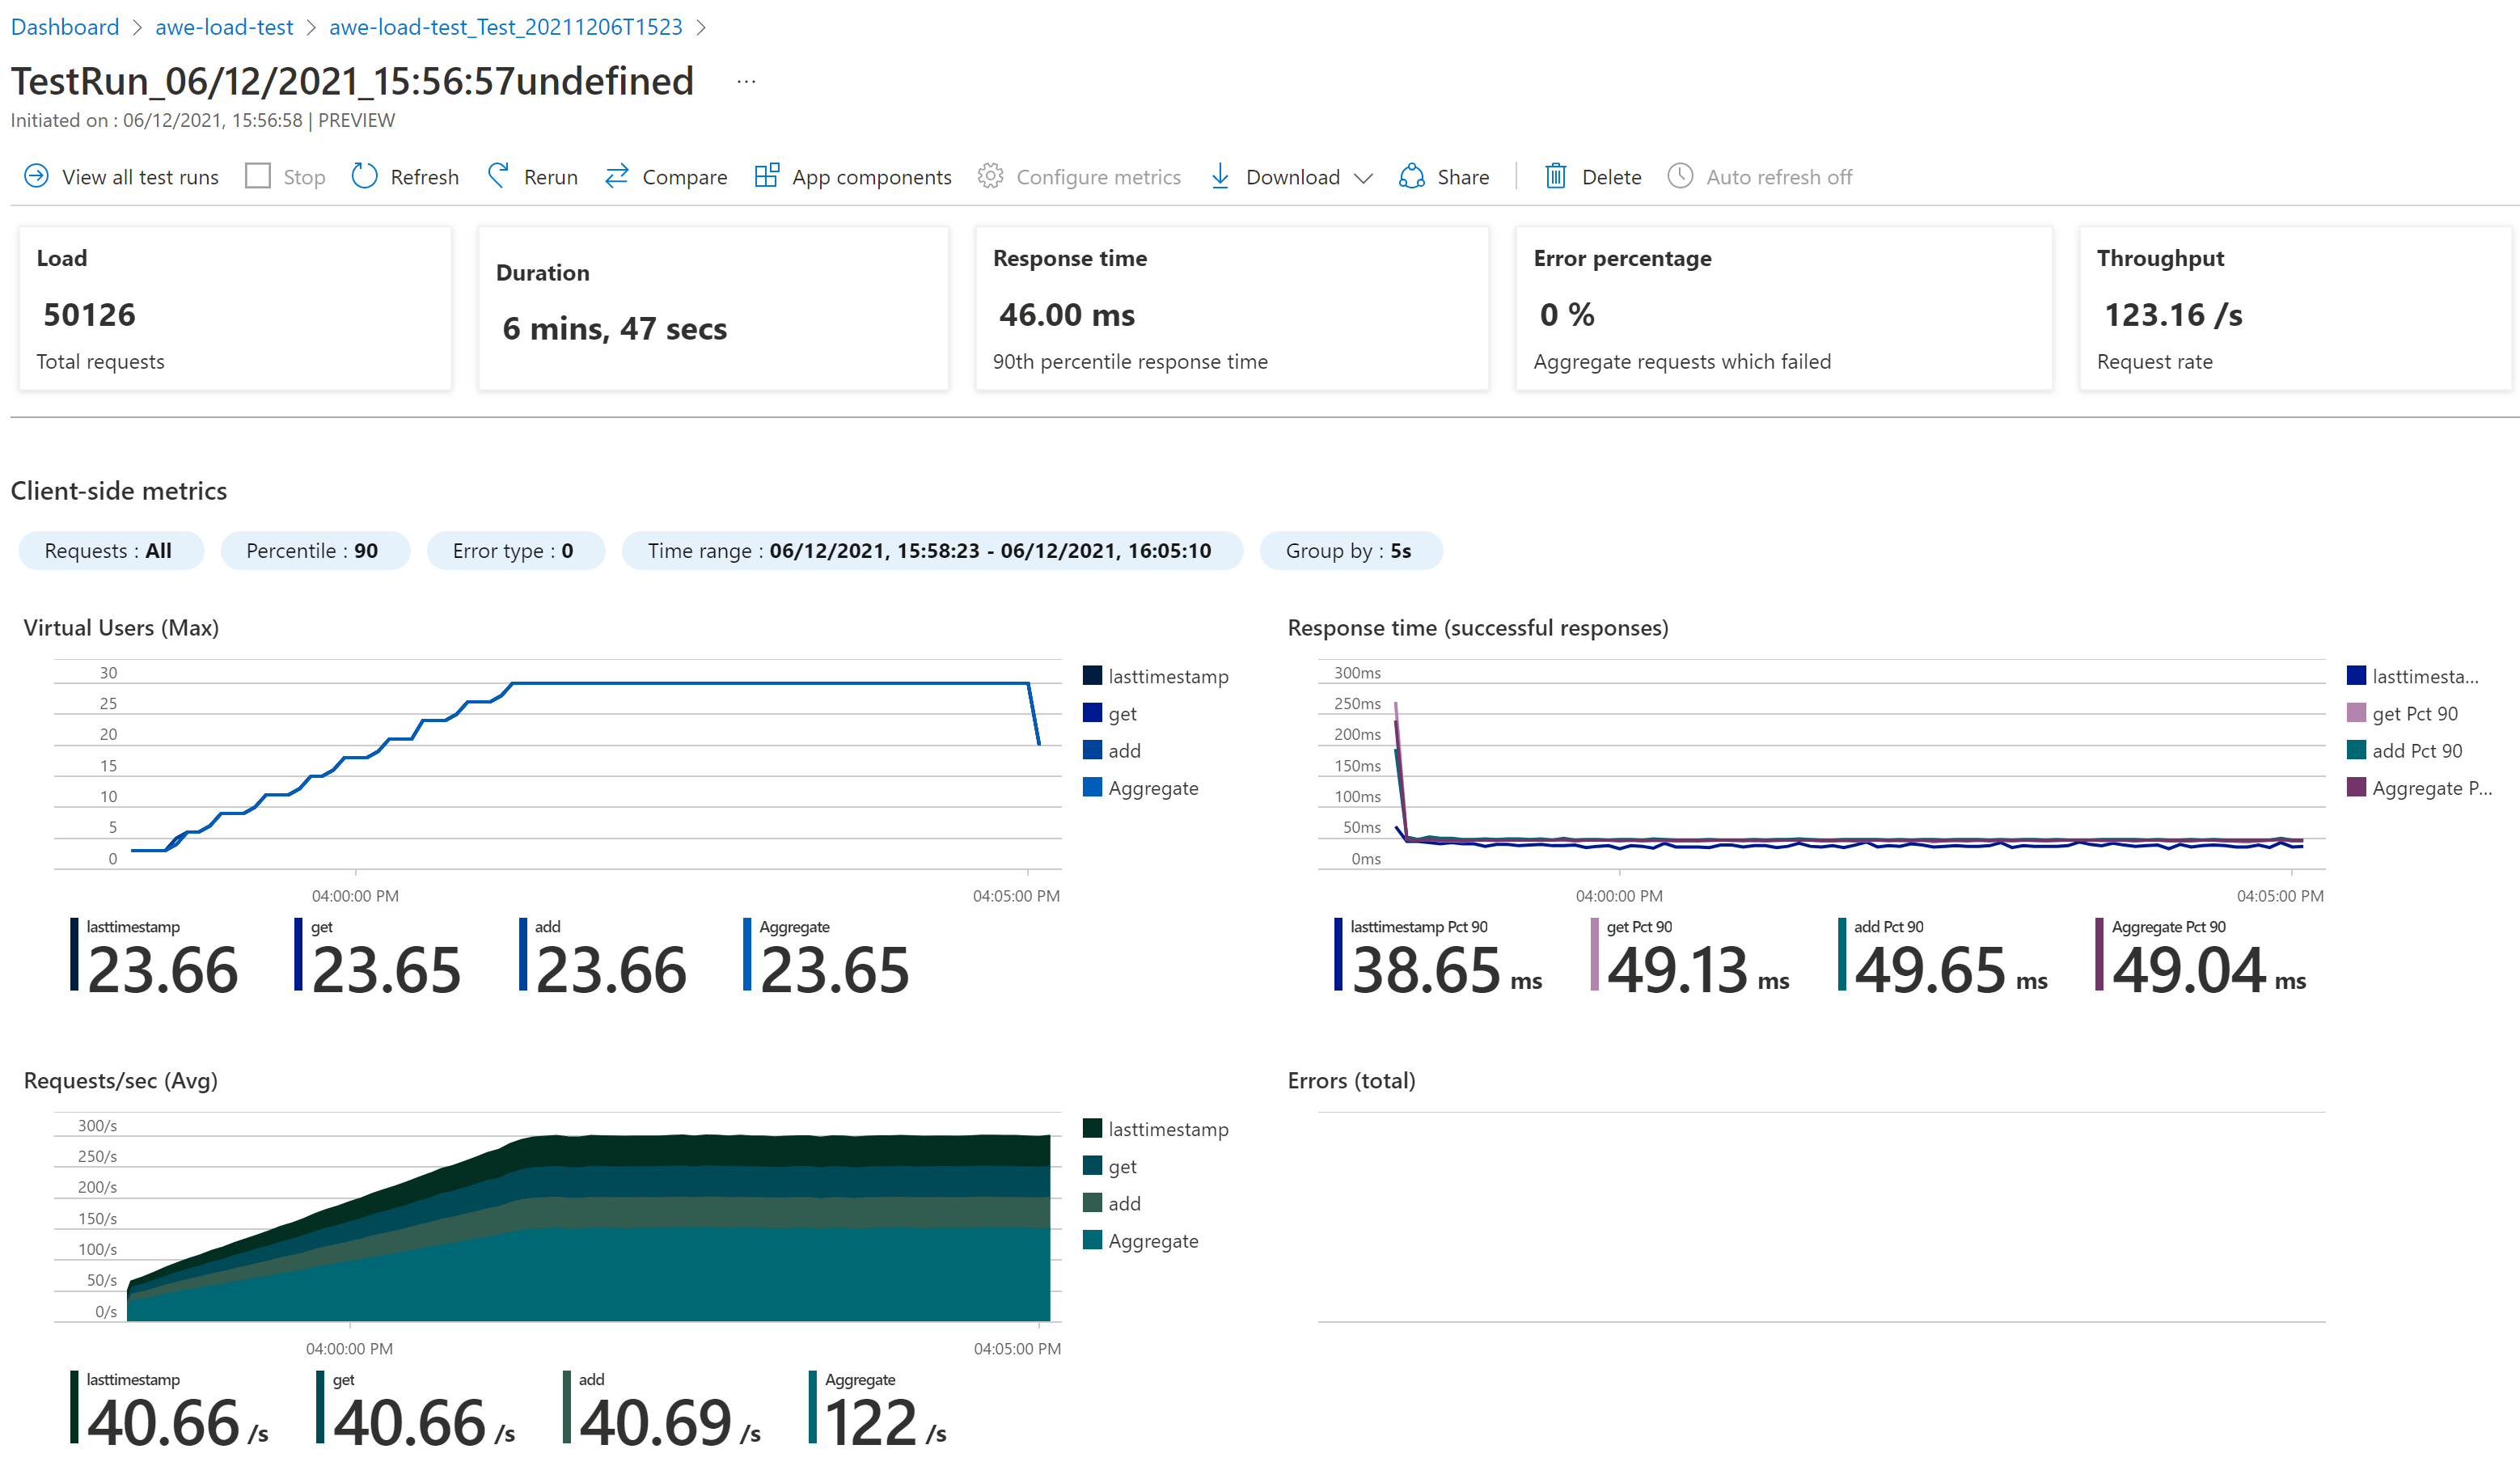 Dashboard > awe-load-test > awe-load-test_Test_20211206T1523 >
TestRun_06/12/2021_15:56:57undefined ...
Initiated on : 06/12/2021, 15:56:58 | PREVIEW
View all test runs Stop Refresh Rerun Compare App components Configure metrics Download Share Delete Auto refresh off
Load
50126
Total requests
Duration
6 mins, 47 secs
Response time
46.00 ms
90th percentile response time
Error percentage
0 %
Aggregate requests which failed
Throughput
123.16 /s
Request rate
Client-side metrics
Requests : All Percentile : 90 Error type : 0 Time range : 06/12/2021, 15:58:23 - 06/12/2021, 16:05:10 Group by : 5s
Virtual Users (Max)
30
25
20
15
10
5
0
04:00:00 PM 04:05:00 PM
lasttimestamp
get
add
Aggregate
lasttimestamp get add Aggregate
23.66 23.65 23.66 23.65
Response time (successful responses)
300ms
250ms
200ms
150ms
100ms
50ms
0ms
04:00:00 PM 04:05:00 PM
lasttimesta...
get Pct 90
add Pct 90
Aggregate P...
lasttimestamp Pct 90 get Pct 90 add Pct 90 Aggregate Pct 90
38.65 ms 49.13 ms 49.65 ms 49.04 ms
Requests/sec (Avg)
300/s
250/s
200/s
150/s
100/s
50/s
0/s
04:00:00 PM 04:05:00 PM
lasttimestamp
get
add
Aggregate
lasttimestamp get add Aggregate
40.66 /s 40.66 /s 40.69 /s 122 /s
Errors (total)